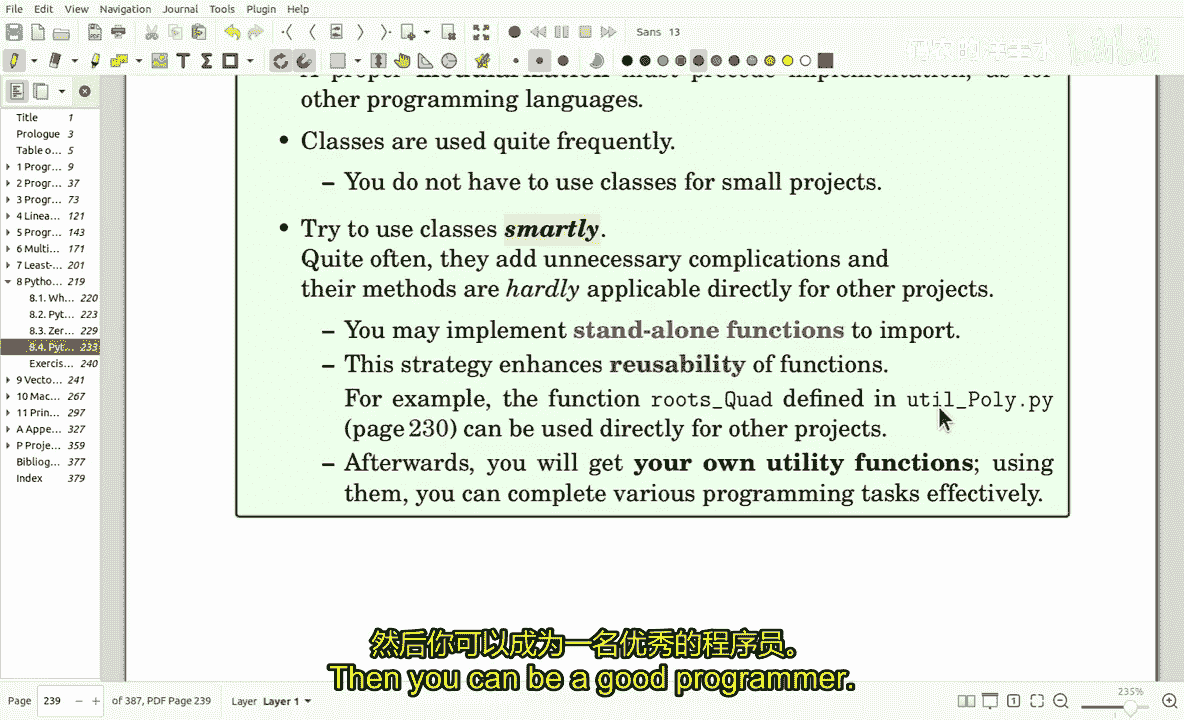 File Edit View Navigation Journal Tools Plugin Help
Sans 13
other programming languages.
• Classes are used quite frequently.
– You do not have to use classes for small projects.
• Try to use classes smartly.
Quite often, they add unnecessary complications and
their methods are hardly applicable directly for other projects.
– You may implement stand-alone functions to import.
– This strategy enhances reusability of functions.
For example, the function roots_Quad defined in util_Poly.py
(page 230) can be used directly for other projects.
– Afterwards, you will get your own utility functions; using
them, you can complete various programming tasks effectively.
Title 1
Prologue 3
Table o... 5
1 Progr... 9
2 Progr... 37
3 Progr... 73
4 Linea... 121
5 Progr... 143
6 Multi... 171
7 Least-... 201
8 Pytho... 219
8.1. Wh... 220
8.2. Pyt... 223
8.3. Zer... 229
8.4. Pyt... 233
Exercis... 240
9 Vecto... 241
10 Mac... 267
11 Prin... 297
A Appe... 327
P Proje... 359
Bibliog... 377
Index 379
然后你可以成为一名优秀的程序员。
Then you can be a good programmer.
Page 239 − + of 387, PDF Page 239 Layer Layer 1
235%